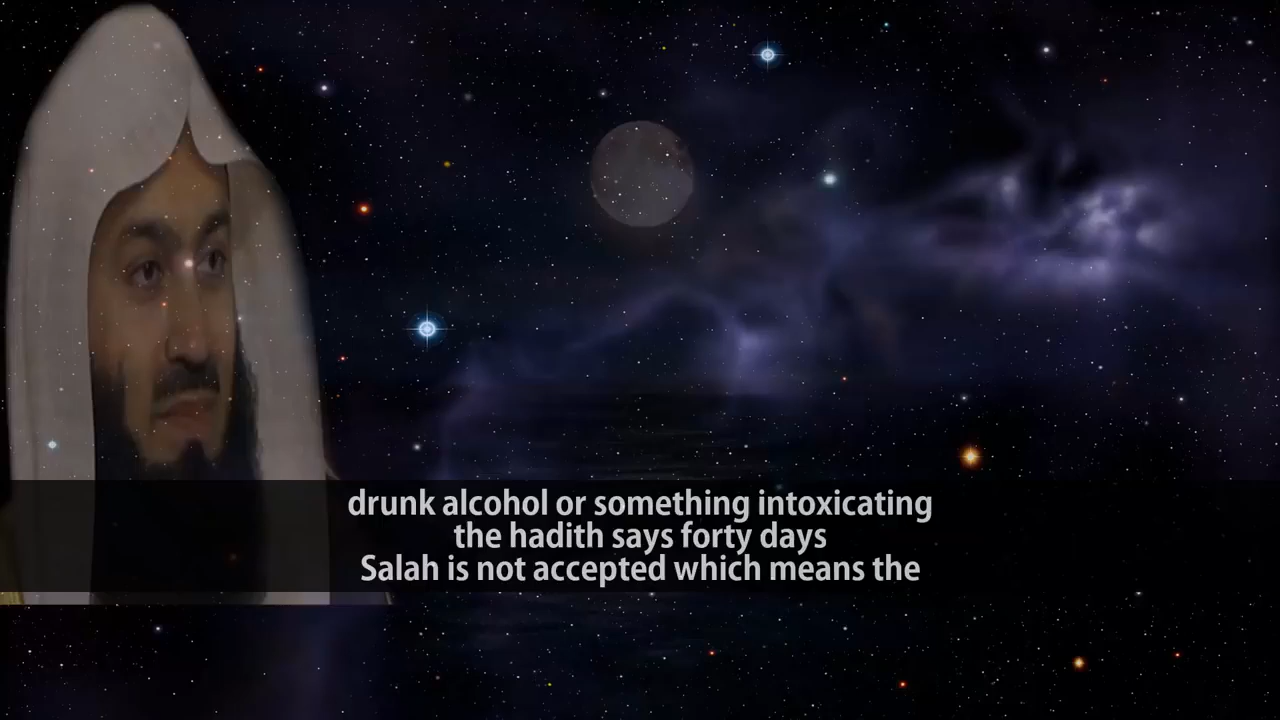 drunk alcohol or something intoxicating
the hadith says forty days
Salah is not accepted which means the